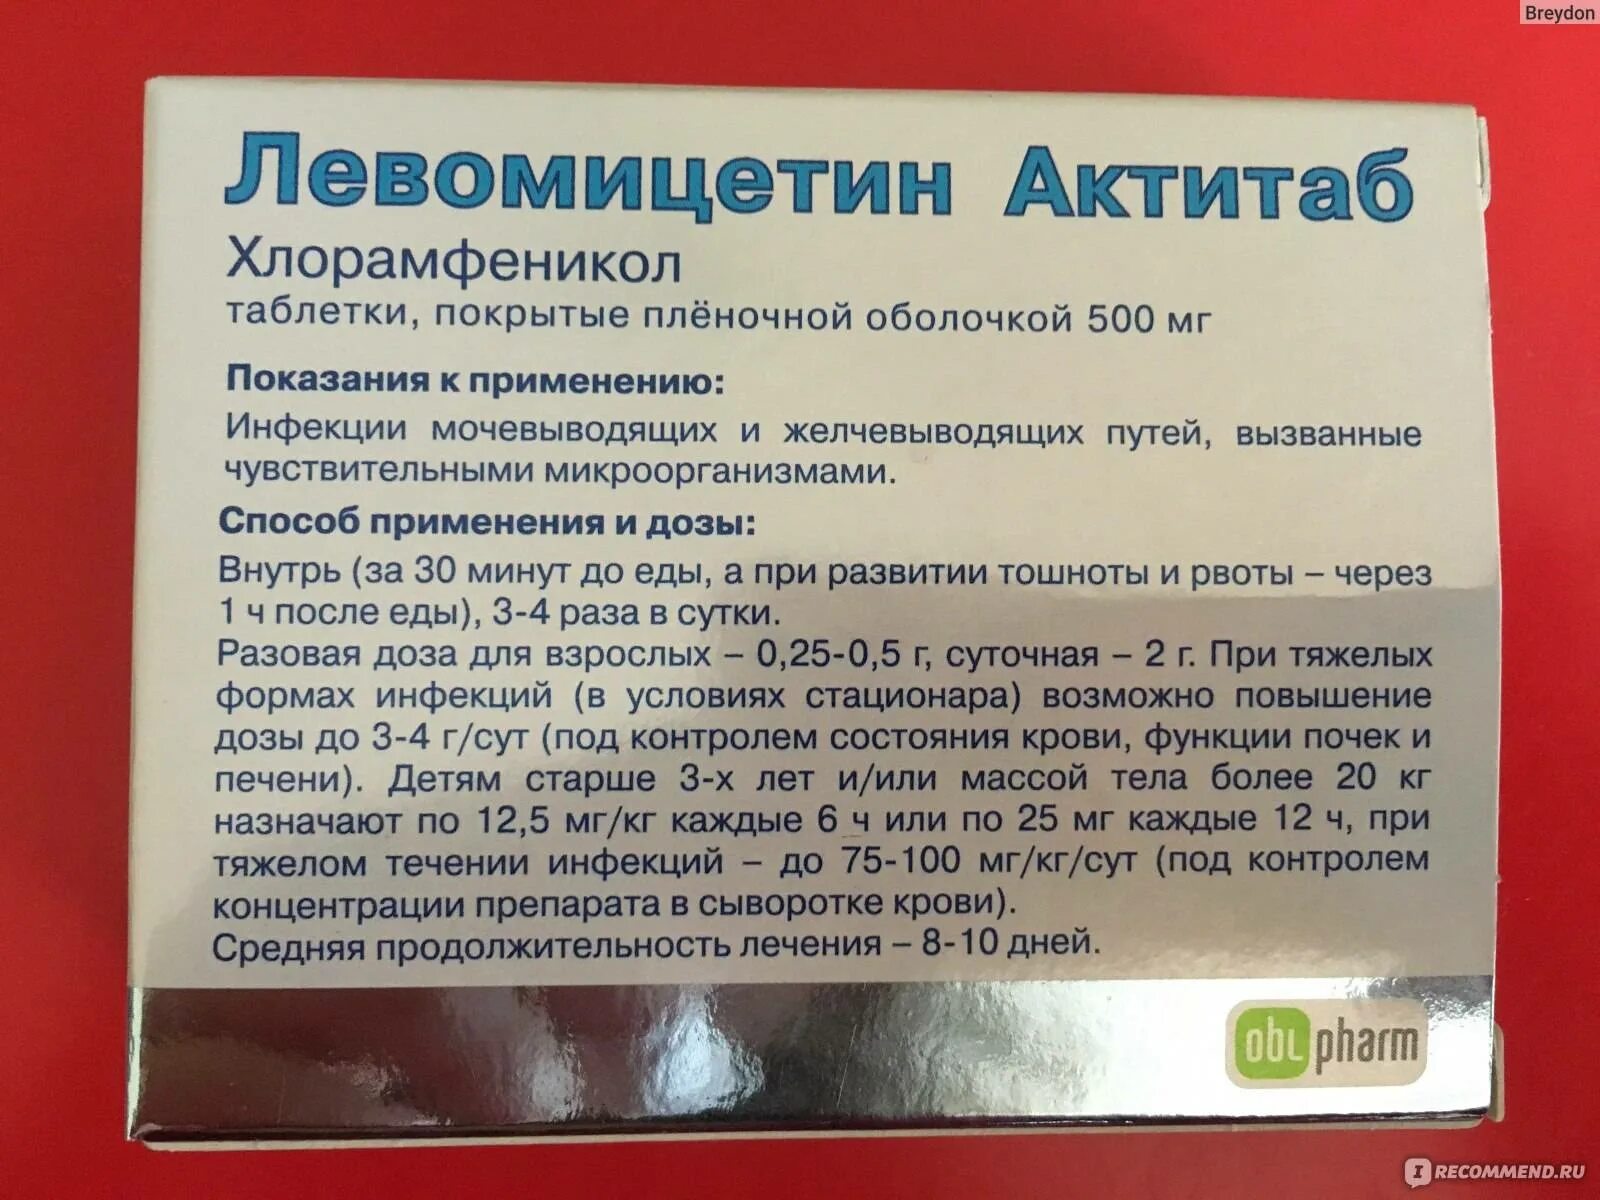 Breydon
Левомицетин Актитаб
Хлорамфеникол
таблетки, покрытые плёночной оболочкой 500 мг
Показания к применению:
Инфекции мочевыводящих и желчевыводящих путей, вызванные
чувствительными микроорганизмами.
Способ применения и дозы:
Внутрь (за 30 минут до еды, а при развитии тошноты и рвоты – через
1 ч после еды), 3-4 раза в сутки.
Разовая доза для взрослых – 0,25-0,5 г, суточная – 2 г. При тяжелых
формах инфекций (в условиях стационара) возможно повышение
дозы до 3-4 г/сут (под контролем состояния крови, функции почек и
печени). Детям старше 3-х лет и/или массой тела более 20 кг
назначают по 12,5 мг/кг каждые 6 ч или по 25 мг каждые 12 ч, при
тяжелом течении инфекций – до 75-100 мг/кг/сут (под контролем
концентрации препарата в сыворотке крови).
Средняя продолжительность лечения – 8-10 дней.
obl pharm
IRECOMMEND.RU